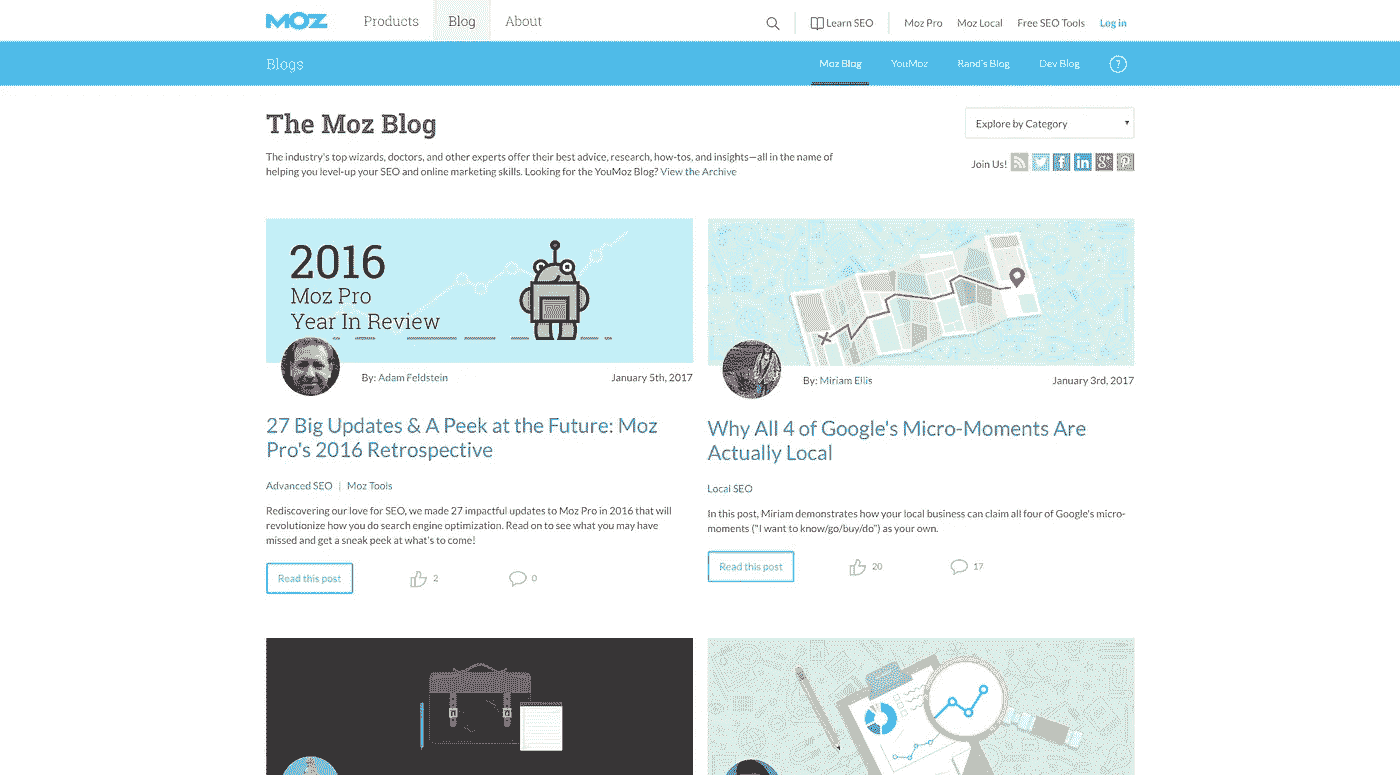 MOZ Products Blog About Learn SEO Moz Pro Moz Local Free SEO Tools Log in
Blogs Moz Blog YouMoz Rand's Blog Dev Blog ?
The Moz Blog
Explore by Category
The industry's top wizards, doctors, and other experts offer their best advice, research, how-tos, and insights—all in the name of
helping you level-up your SEO and online marketing skills. Looking for the YouMoz Blog? View the Archive
Join Us!
2016
Moz Pro
Year In Review
By: Adam Feldstein January 5th, 2017
27 Big Updates & A Peek at the Future: Moz
Pro's 2016 Retrospective
Advanced SEO | Moz Tools
Rediscovering our love for SEO, we made 27 impactful updates to Moz Pro in 2016 that will
revolutionize how you do search engine optimization. Read on to see what you may have
missed and get a sneak peek at what's to come!
Read this post 2 0
By: Miriam Ellis January 3rd, 2017
Why All 4 of Google's Micro-Moments Are
Actually Local
Local SEO
In this post, Miriam demonstrates how your local business can claim all four of Google's micro-
moments ("I want to know/go/buy/do") as your own.
Read this post 20 17